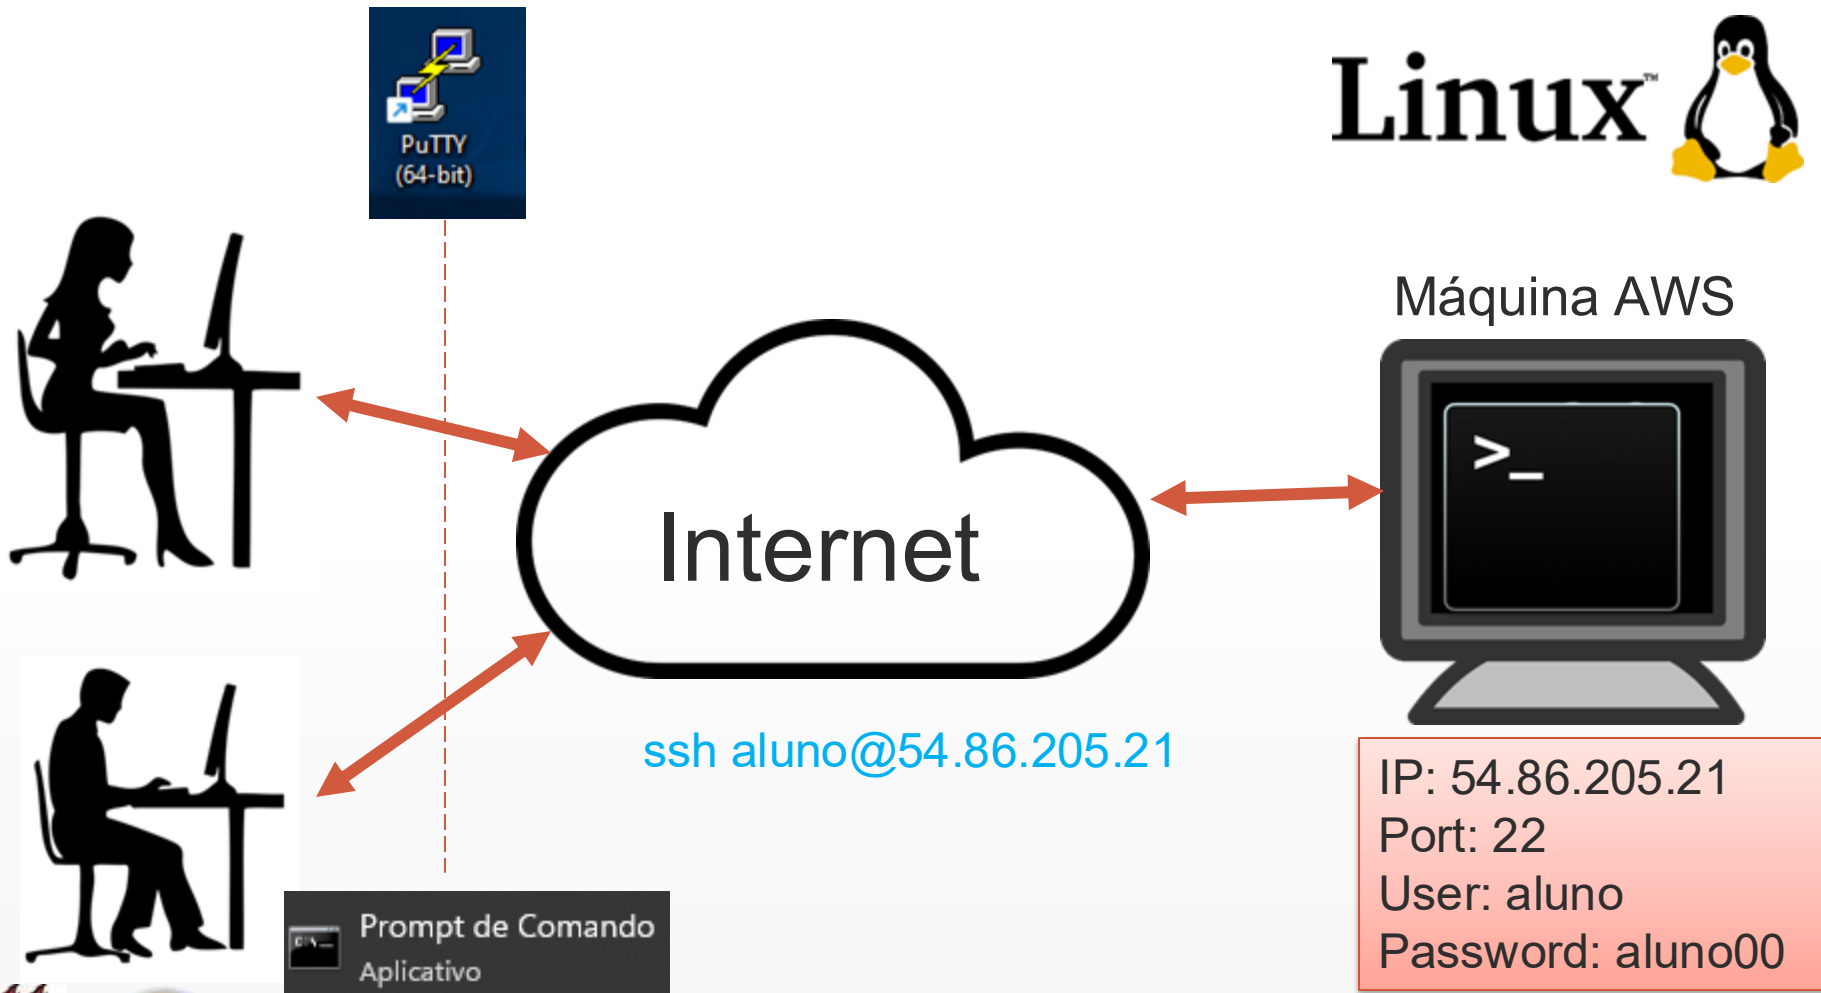 PuTTY
(64-bit)
Linux™
Máquina AWS
>_
Internet
ssh aluno@54.86.205.21
IP: 54.86.205.21
Port: 22
User: aluno
Password: aluno00
Prompt de Comando
Aplicativo